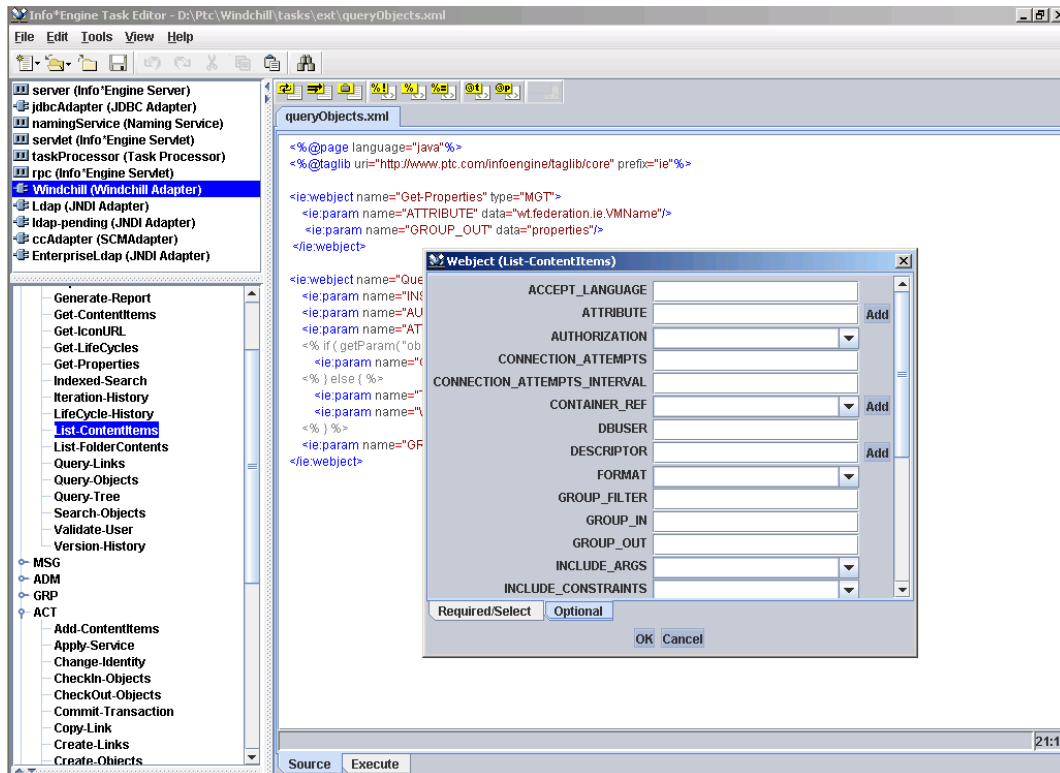 Info*Engine Task Editor - D:\Ptc\Windchill\tasks\ext\queryObjects.xml
File Edit Tools View Help
server (Info*Engine Server)
jdbcAdapter (JDBC Adapter)
namingService (Naming Service)
servlet (Info*Engine Servlet)
taskProcessor (Task Processor)
rpc (Info*Engine Servlet)
Windchill (Windchill Adapter)
Ldap (JNDI Adapter)
ldap-pending (JNDI Adapter)
ccAdapter (SCMAdapter)
EnterpriseLdap (JNDI Adapter)
Generate-Report
Get-ContentItems
Get-IconURL
Get-LifeCycles
Get-Properties
Indexed-Search
Iteration-History
LifeCycle-History
List-ContentItems
List-FolderContents
Query-Links
Query-Objects
Query-Tree
Search-Objects
Validate-User
Version-History
MSG
ADM
GRP
ACT
Add-ContentItems
Apply-Service
Change-Identity
CheckIn-Objects
CheckOut-Objects
Commit-Transaction
Copy-Link
Create-Links
Create-Objects
%! % %= @t @p
queryObjects.xml
<%@page language="java"%>
<%@taglib uri="http://www.ptc.com/infoengine/taglib/core" prefix="ie"%>
<ie:webject name="Get-Properties" type="MGT">
<ie:param name="ATTRIBUTE" data="wt.federation.ie.VMName"/>
<ie:param name="GROUP_OUT" data="properties"/>
</ie:webject>
<ie:webject name="Que
<ie:param name="INS
<ie:param name="AU
<ie:param name="AT
<% if ( getParam("ob
<ie:param name="
<% } else { %>
<ie:param name="
<ie:param name="
<% } %>
<ie:param name="GR
</ie:webject>
Webject (List-ContentItems)
ACCEPT_LANGUAGE
ATTRIBUTE Add
AUTHORIZATION
CONNECTION_ATTEMPTS
CONNECTION_ATTEMPTS_INTERVAL
CONTAINER_REF Add
DBUSER
DESCRIPTOR Add
FORMAT
GROUP_FILTER
GROUP_IN
GROUP_OUT
INCLUDE_ARGS
INCLUDE_CONSTRAINTS
Required/Select Optional
OK Cancel
21:1
Source Execute